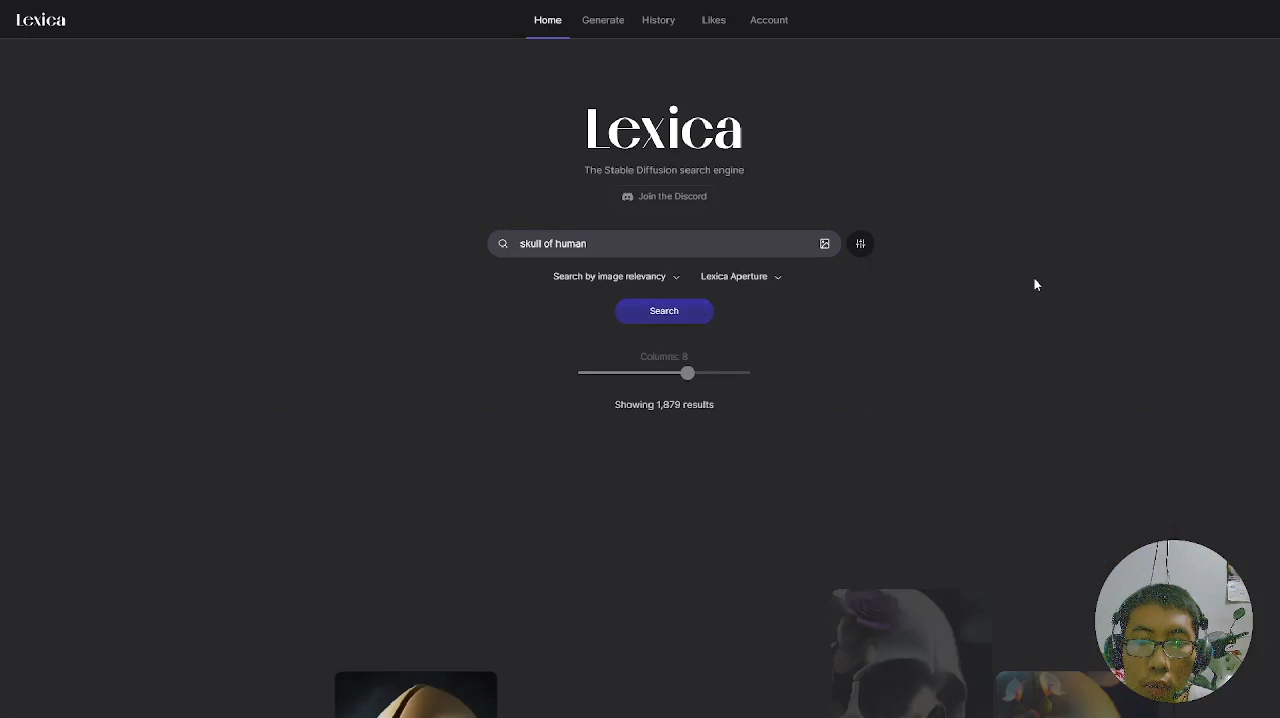 Lexica
Home Generate History Likes Account
Lexica
The Stable Diffusion search engine
Join the Discord
skull of human
Search by image relevancy Lexica Aperture
Search
Columns: 8
Showing 1,879 results